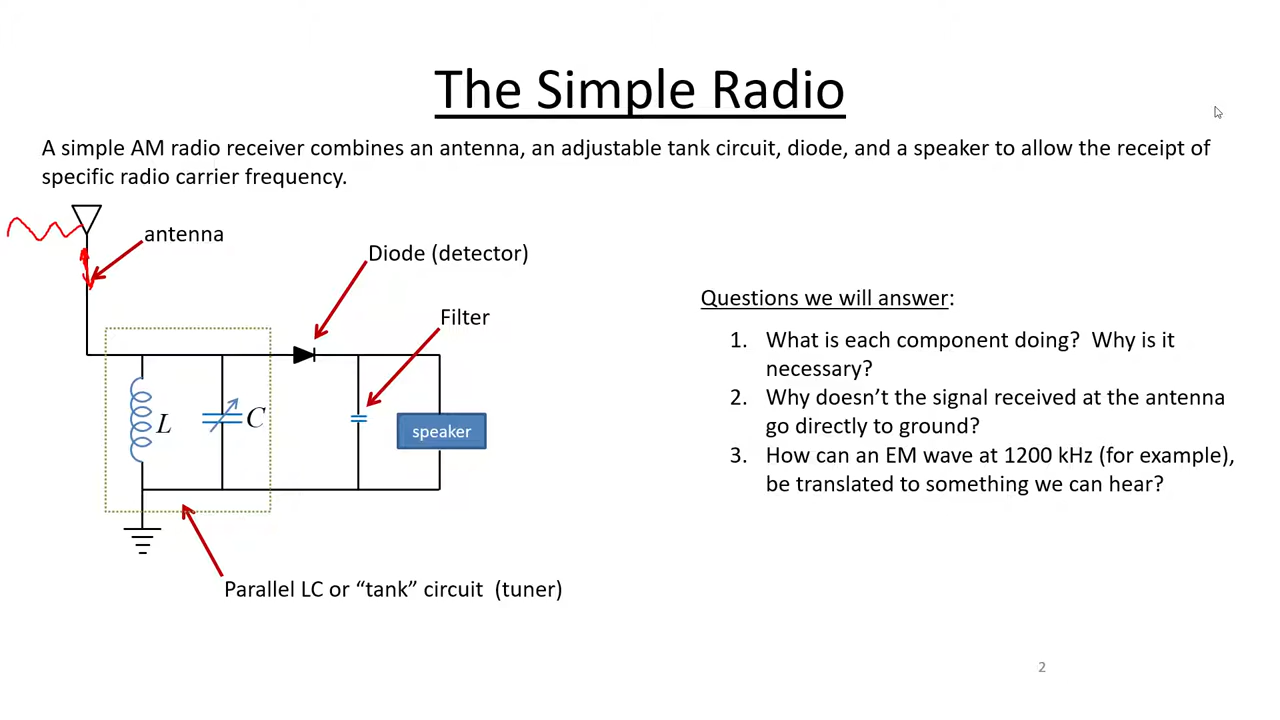 The Simple Radio
A simple AM radio receiver combines an antenna, an adjustable tank circuit, diode, and a speaker to allow the receipt of
specific radio carrier frequency.
antenna
Diode (detector)
Filter
L
C
speaker
Parallel LC or “tank” circuit (tuner)
Questions we will answer:
1. What is each component doing? Why is it
necessary?
2. Why doesn’t the signal received at the antenna
go directly to ground?
3. How can an EM wave at 1200 kHz (for example),
be translated to something we can hear?
2